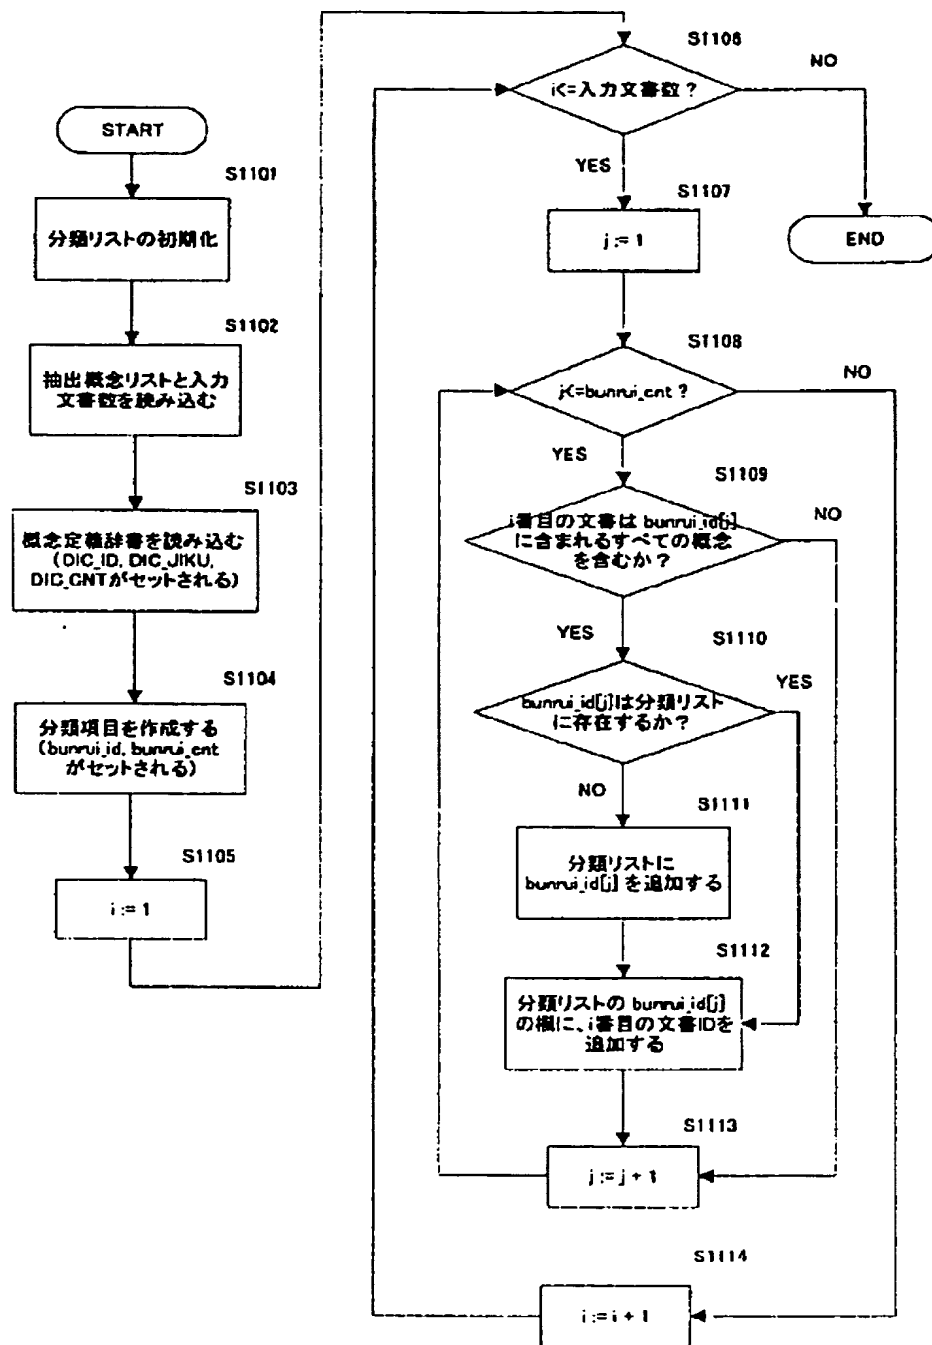 START
S1101
分類リストの初期化
S1102
抽出概念リストと入力
文書数を読み込む
S1103
概念定義辞書を読み込む
(DIC_ID, DIC_JIKU,
DIC_CNTがセットされる)
S1104
分類項目を作成する
(bunrui_id, bunrui_cnt
がセットされる)
S1105
i := 1
S1106
i<=入力文書数?
NO
YES
END
S1107
j := 1
S1108
j<=bunrui_cnt ?
NO
YES
S1109
i番目の文書は bunrui_id[j]
に含まれるすべての概念
を含むか?
NO
YES
S1110
bunrui_id[j]は分類リスト
に存在するか?
YES
NO
S1111
分類リストに
bunrui_id[j] を追加する
S1112
分類リストの bunrui_id[j]
の欄に、i番目の文書IDを
追加する
S1113
j := j + 1
S1114
i := i + 1